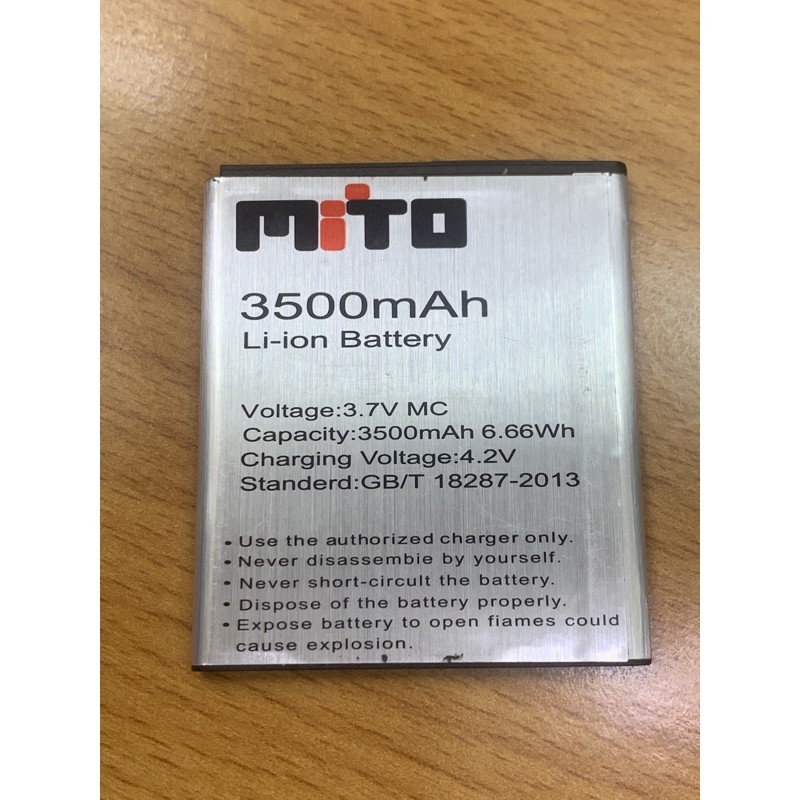 MiTO
3500mAh
Li-ion Battery
Voltage:3.7V MC
Capacity:3500mAh 6.66Wh
Charging Voltage:4.2V
Standerd:GB/T 18287-2013
• Use the authorized charger only.
• Never disassembie by yourself.
• Never short-circult the battery.
• Dispose of the battery properly.
• Expose battery to open fiames could
cause explosion.